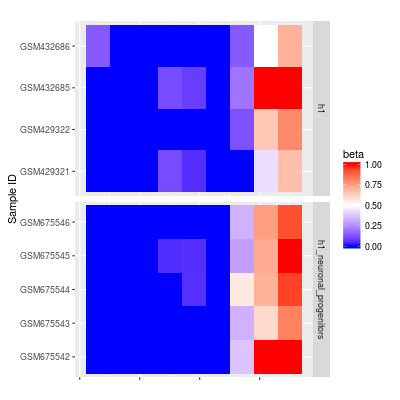 Sample ID
GSM432686
GSM432685
GSM429322
GSM429321
h1
GSM675546
GSM675545
GSM675544
GSM675543
GSM675542
h1_neuronal_progenitors
beta
1.00
0.75
0.50
0.25
0.00